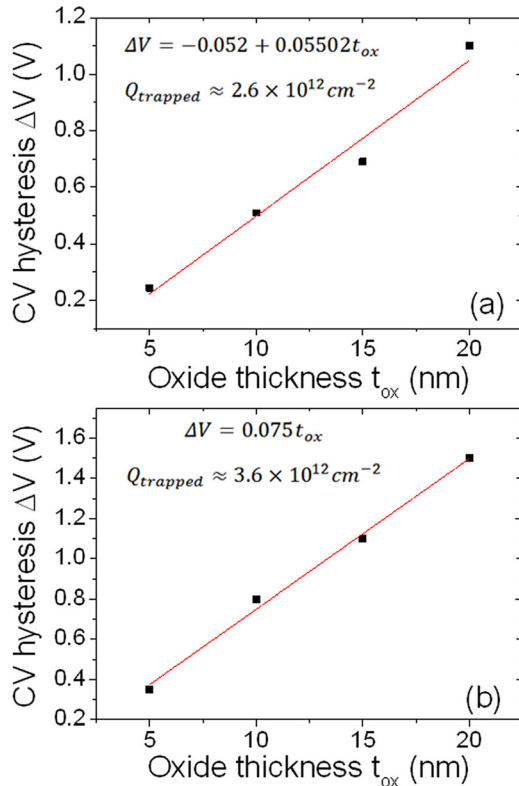 1.2
1.0
0.8
0.6
0.4
0.2
CV hysteresis ΔV (V)
ΔV = −0.052 + 0.05502t_ox
Q_trapped ≈ 2.6 × 10^12 cm^−2
(a)
5 10 15 20
Oxide thickness t_ox (nm)
1.6
1.4
1.2
1.0
0.8
0.6
0.4
0.2
CV hysteresis ΔV (V)
ΔV = 0.075t_ox
Q_trapped ≈ 3.6 × 10^12 cm^−2
(b)
5 10 15 20
Oxide thickness t_ox (nm)